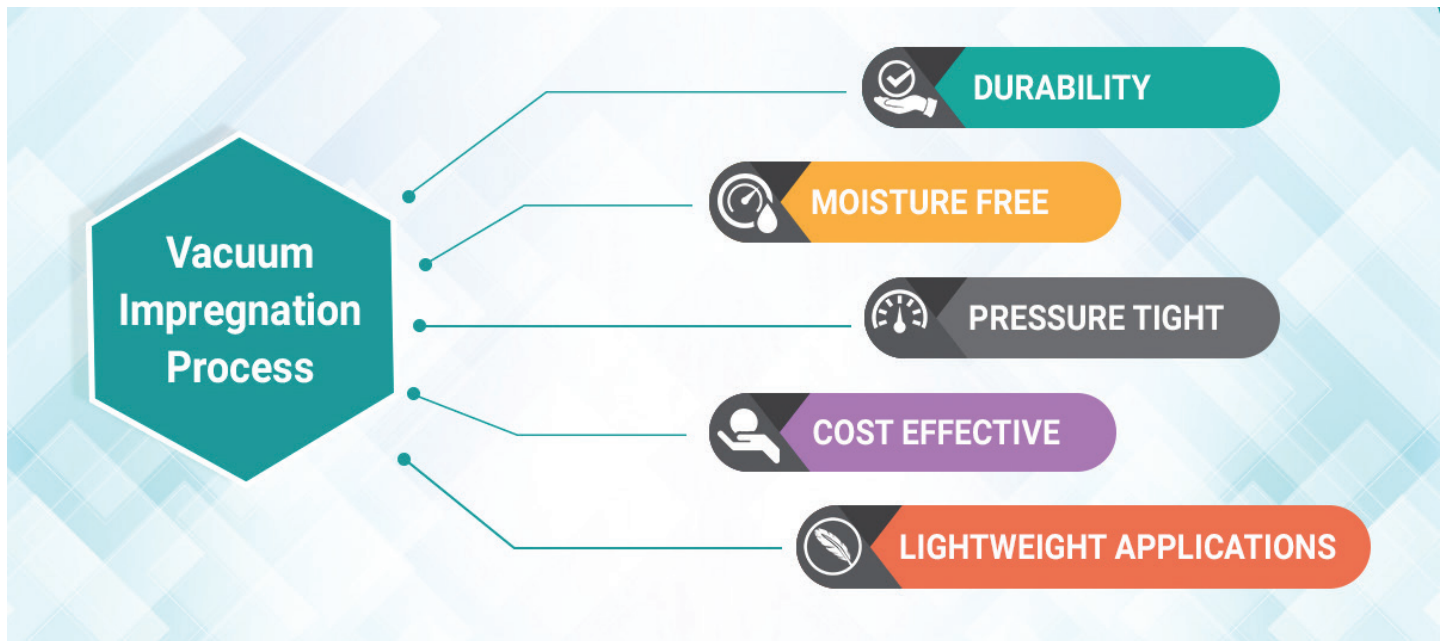 Vacuum
Impregnation
Process
DURABILITY
MOISTURE FREE
PRESSURE TIGHT
COST EFFECTIVE
LIGHTWEIGHT APPLICATIONS